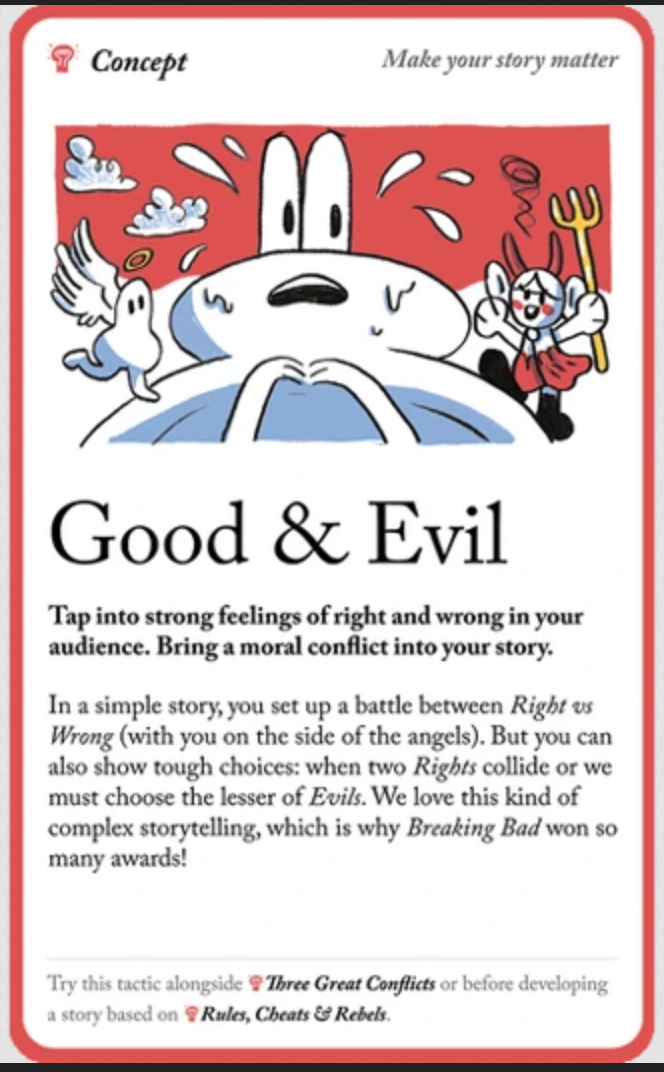 Concept
Make your story matter
Good & Evil
Tap into strong feelings of right and wrong in your
audience. Bring a moral conflict into your story.
In a simple story, you set up a battle between Right vs
Wrong (with you on the side of the angels). But you can
also show tough choices: when two Rights collide or we
must choose the lesser of Evils. We love this kind of
complex storytelling, which is why Breaking Bad won so
many awards!
Try this tactic alongside Three Great Conflicts or before developing
a story based on Rules, Cheats & Rebels.